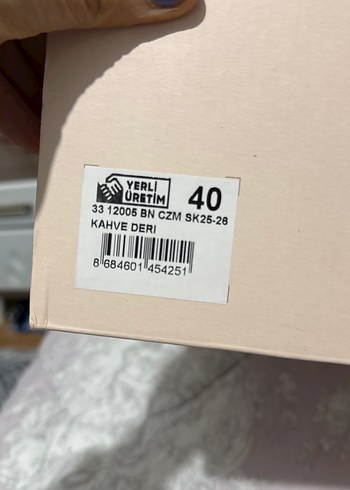 YERLİ
ÜRETİM
40
33 12005 BN CZM SK25-26
KAHVE DERI
8 684601 454251